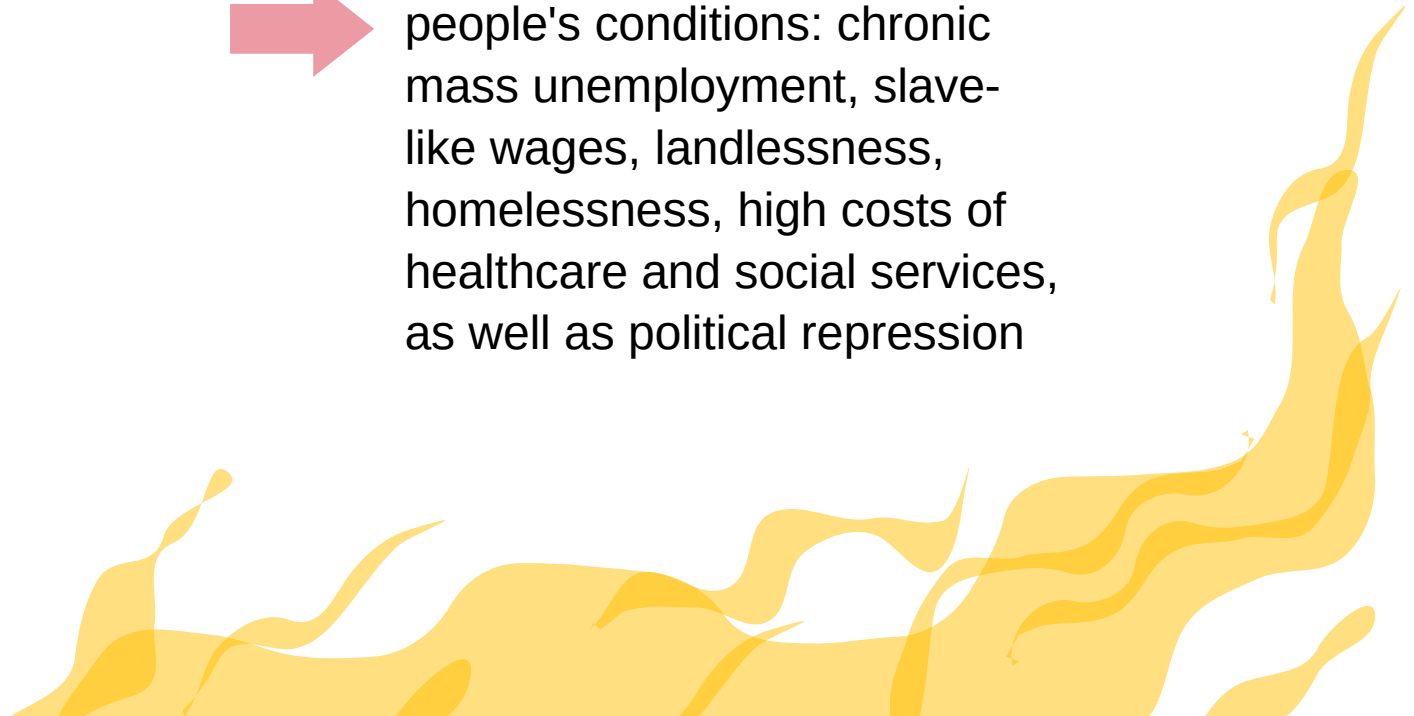 people's conditions: chronic
mass unemployment, slave-
like wages, landlessness,
homelessness, high costs of
healthcare and social services,
as well as political repression